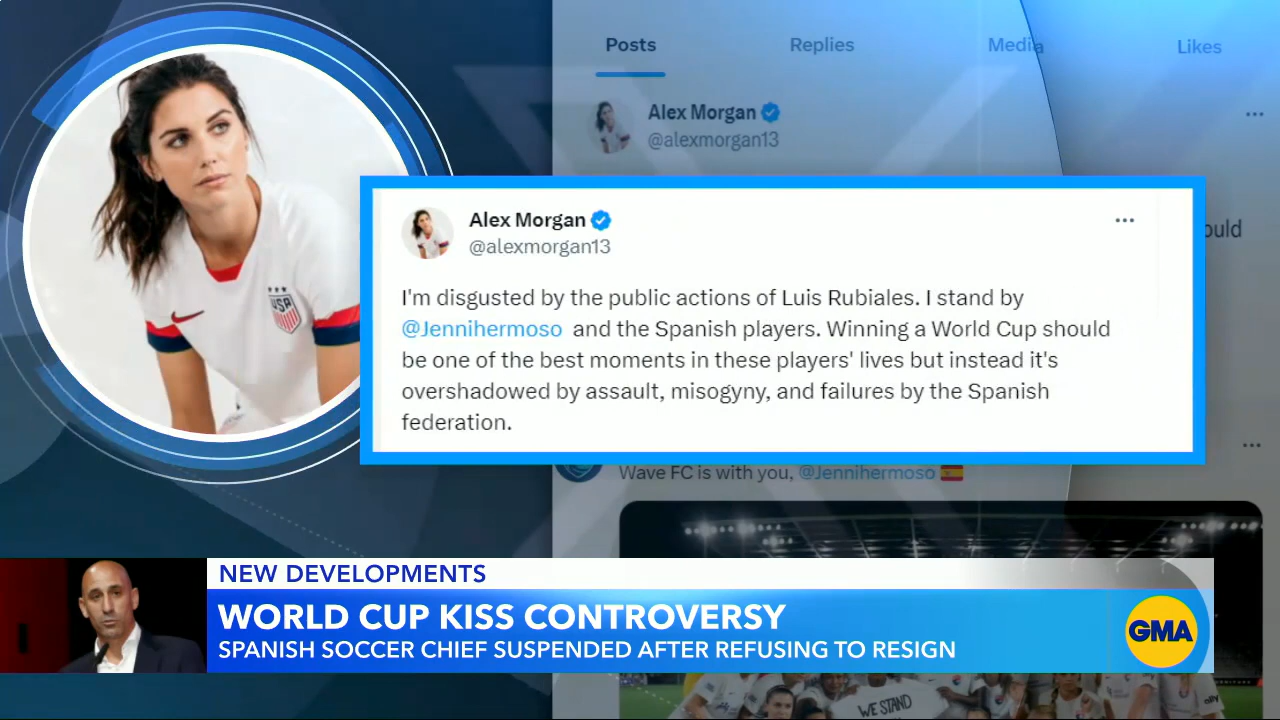 Posts Replies Media Likes
Alex Morgan
@alexmorgan13
Alex Morgan
@alexmorgan13
ould
I'm disgusted by the public actions of Luis Rubiales. I stand by
@Jennihermoso and the Spanish players. Winning a World Cup should
be one of the best moments in these players' lives but instead it's
overshadowed by assault, misogyny, and failures by the Spanish
federation.
USA
Wave FC is with you, @Jennihermoso
NEW DEVELOPMENTS
WORLD CUP KISS CONTROVERSY
SPANISH SOCCER CHIEF SUSPENDED AFTER REFUSING TO RESIGN
GMA
WE STAND